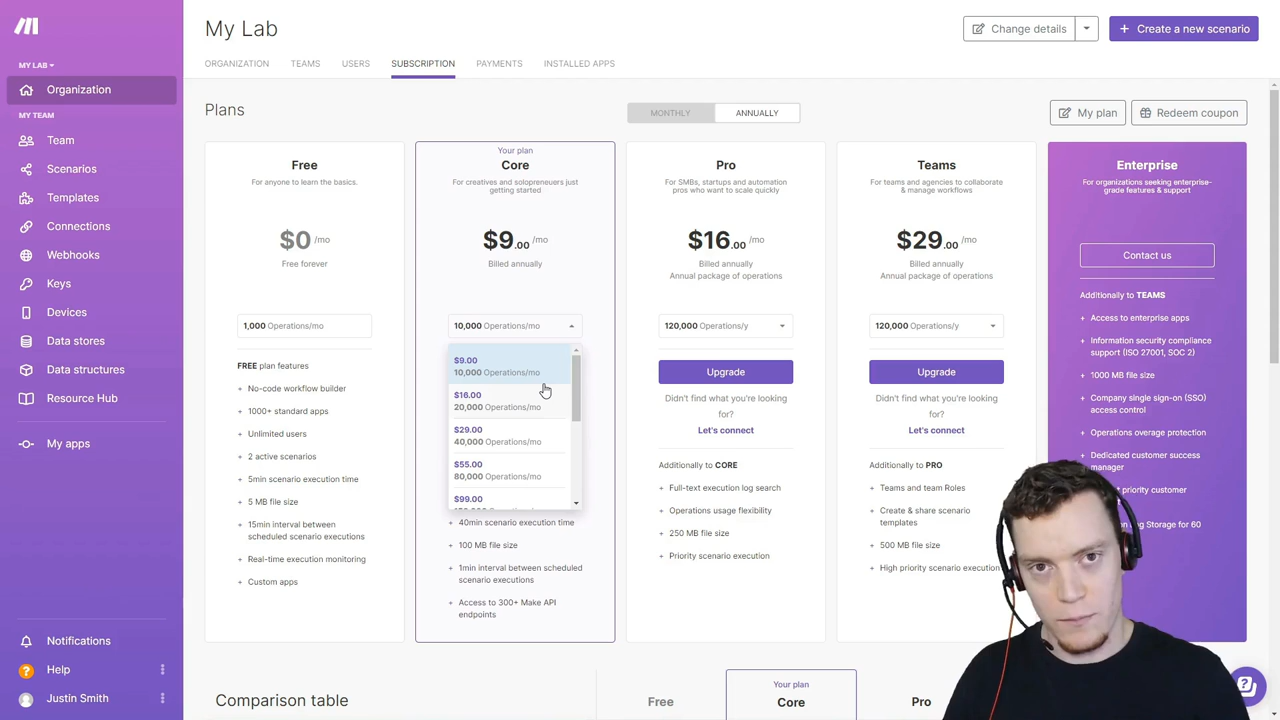 My Lab
Change details
Create a new scenario
MY LAB
ORGANIZATION
TEAMS
USERS
SUBSCRIPTION
PAYMENTS
INSTALLED APPS
Organization
MY TEAM
Team
Scenarios
Templates
Connections
Webhooks
Keys
Devices
Data stores
Data structures
Resource Hub
My apps
Notifications
Help
Justin Smith
Plans
MONTHLY
ANNUALLY
My plan
Redeem coupon
Free
For anyone to learn the basics.
$0 /mo
Free forever
1,000 Operations/mo
FREE plan features
+ No-code workflow builder
+ 1000+ standard apps
+ Unlimited users
+ 2 active scenarios
+ 5min scenario execution time
+ 5 MB file size
+ 15min interval between
scheduled scenario executions
+ Real-time execution monitoring
+ Custom apps
Your plan
Core
For creatives and solopreneuers just
getting started
$9.00 /mo
Billed annually
10,000 Operations/mo
$9.00
10,000 Operations/mo
$16.00
20,000 Operations/mo
$29.00
40,000 Operations/mo
$55.00
80,000 Operations/mo
$99.00
+ 40min scenario execution time
+ 100 MB file size
+ 1min interval between scheduled
scenario executions
+ Access to 300+ Make API
endpoints
Pro
For SMBs, startups and automation
pros who want to scale quickly
$16.00 /mo
Billed annually
Annual package of operations
120,000 Operations/y
Upgrade
Didn't find what you're looking
for?
Let's connect
Additionally to CORE
+ Full-text execution log search
+ Operations usage flexibility
+ 250 MB file size
+ Priority scenario execution
Teams
For teams and agencies to collaborate
& manage workflows
$29.00 /mo
Billed annually
Annual package of operations
120,000 Operations/y
Upgrade
Didn't find what you're looking
for?
Let's connect
Additionally to PRO
+ Teams and team Roles
+ Create & share scenario
templates
+ 500 MB file size
+ High priority scenario execution
Enterprise
For organizations seeking enterprise-
grade features & support
Contact us
Additionally to TEAMS
+ Access to enterprise apps
+ Information security compliance
support (ISO 27001, SOC 2)
+ 1000 MB file size
+ Company single sign-on (SSO)
access control
+ Operations overage protection
+ Dedicated customer success
manager
priority customer
Log Storage for 60
Comparison table
Free
Your plan
Core
Pro